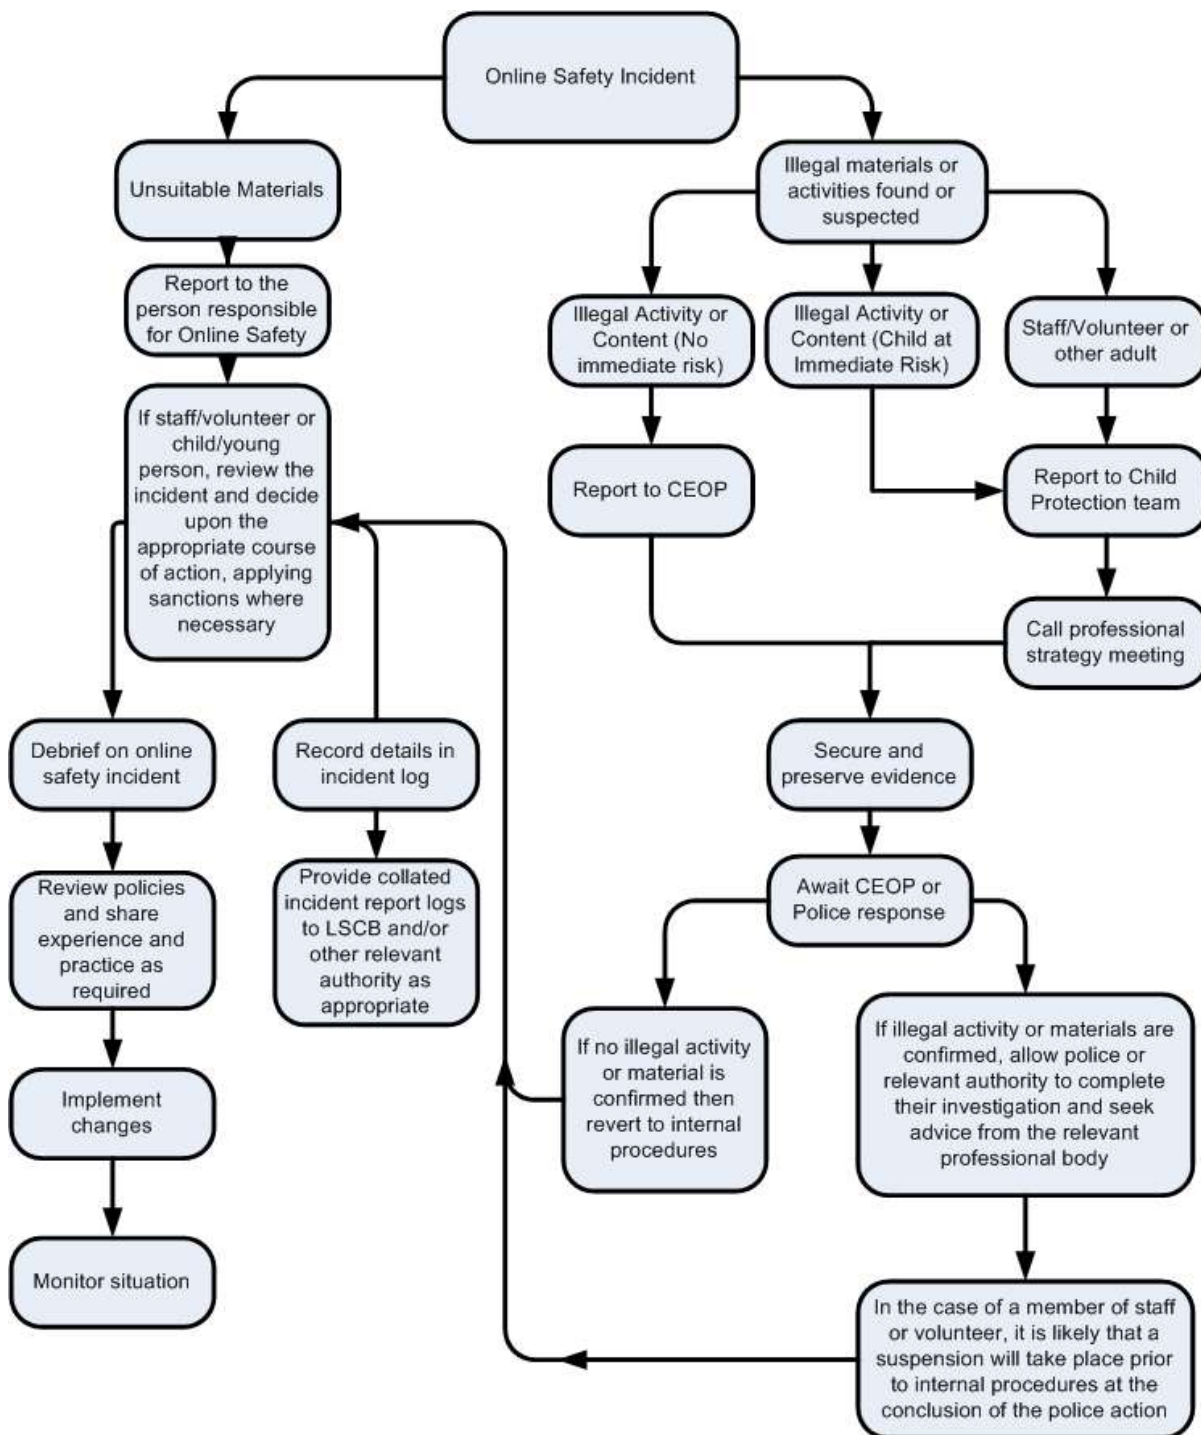 Online Safety Incident
Unsuitable Materials
Illegal materials or
activities found or
suspected
Report to the
person responsible
for Online Safety
Illegal Activity or
Content (No
immediate risk)
Illegal Activity or
Content (Child at
Immediate Risk)
Staff/Volunteer or
other adult
If staff/volunteer or
child/young
person, review the
incident and decide
upon the
appropriate course
of action, applying
sanctions where
necessary
Report to CEOP
Report to Child
Protection team
Call professional
strategy meeting
Debrief on online
safety incident
Record details in
incident log
Secure and
preserve evidence
Review policies
and share
experience and
practice as
required
Provide collated
incident report logs
to LSCB and/or
other relevant
authority as
appropriate
Await CEOP or
Police response
If no illegal activity
or material is
confirmed then
revert to internal
procedures
If illegal activity or materials are
confirmed, allow police or
relevant authority to complete
their investigation and seek
advice from the relevant
professional body
Implement
changes
Monitor situation
In the case of a member of staff
or volunteer, it is likely that a
suspension will take place prior
to internal procedures at the
conclusion of the police action